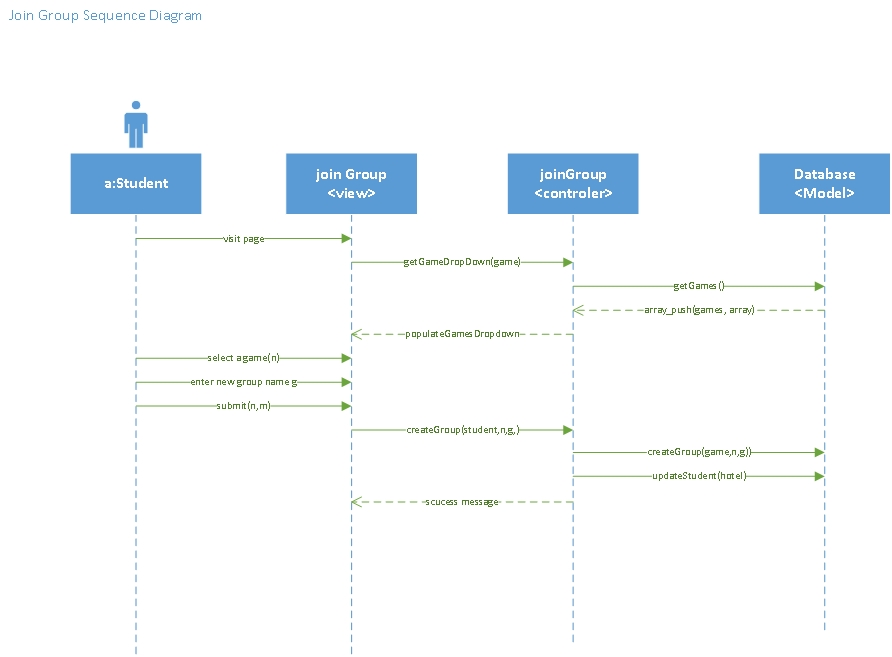 Join Group Sequence Diagram
a:Student
join Group
<view>
joinGroup
<controler>
Database
<Model>
visit page
getGameDropDown(game)
getGames()
array_push(games, array)
populateGamesDropdown
select agame(n)
enter new group name g
submit(n,m)
createGroup(student,n,g,)
createGroup(game,n,g))
updateStudent(hotel)
scucess message